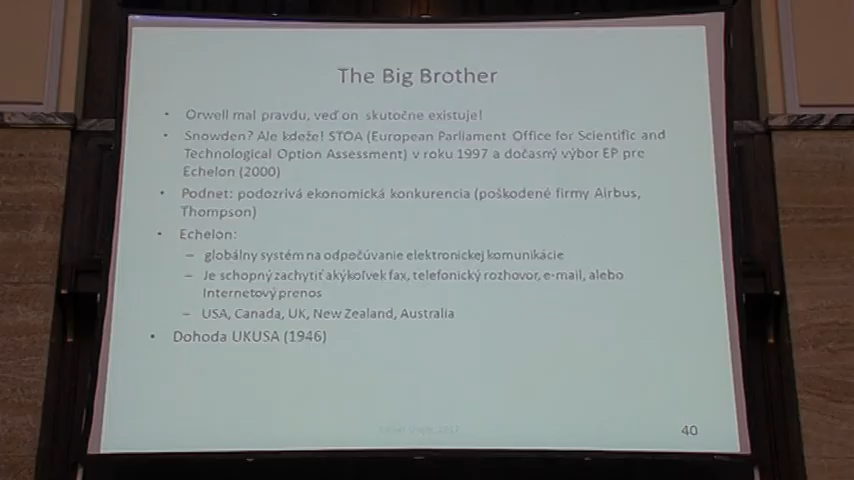 The Big Brother
• Orwell mal pravdu, veď on skutočne existuje!
• Snowden? Ale kdeže! STOA (European Parliament Office for Scientific and
Technological Option Assessment) v roku 1997 a dočasný výbor EP pre
Echelon (2000)
• Podnet: podozrivá ekonomická konkurencia (poškodené firmy Airbus,
Thompson)
• Echelon:
– globálny systém na odpočúvanie elektronickej komunikácie
– Je schopný zachytiť akýkoľvek fax, telefonický rozhovor, e-mail, alebo
Internetový prenos
– USA, Canada, UK, New Zealand, Australia
• Dohoda UKUSA (1946)
40